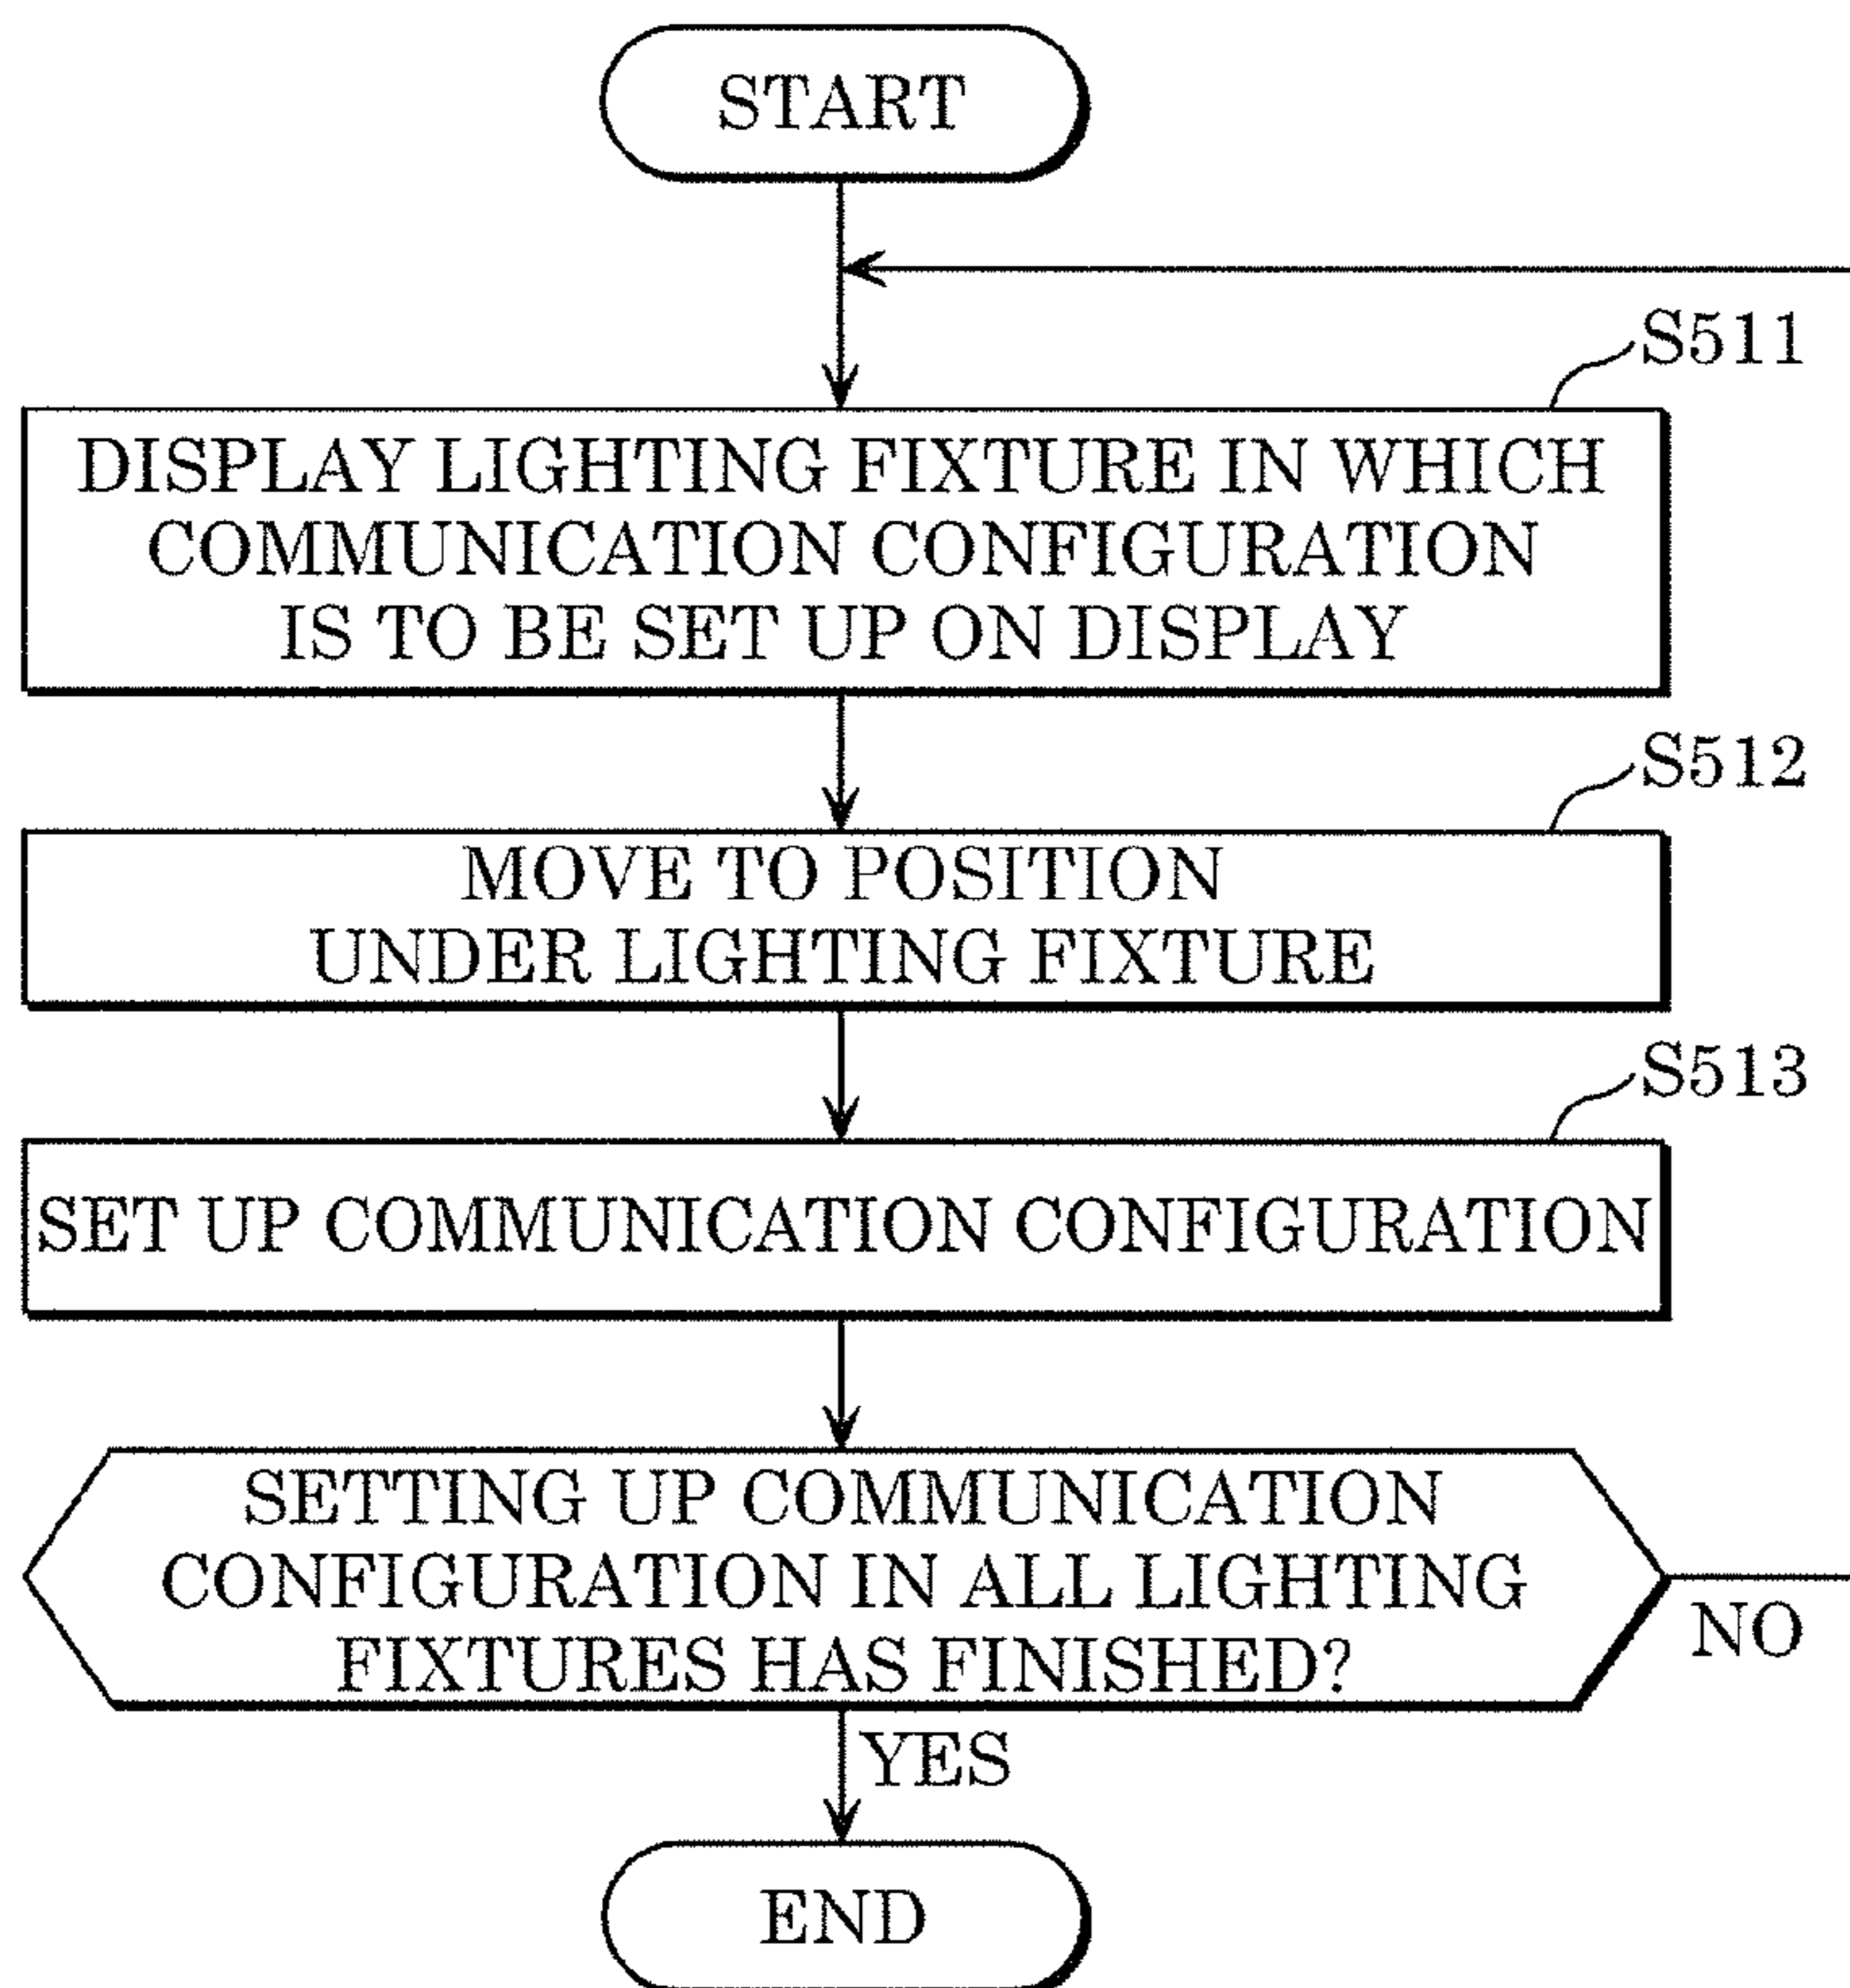 START
S511
DISPLAY LIGHTING FIXTURE IN WHICH
COMMUNICATION CONFIGURATION
IS TO BE SET UP ON DISPLAY
S512
MOVE TO POSITION
UNDER LIGHTING FIXTURE
S513
SET UP COMMUNICATION CONFIGURATION
SETTING UP COMMUNICATION
CONFIGURATION IN ALL LIGHTING
FIXTURES HAS FINISHED?
NO
YES
END